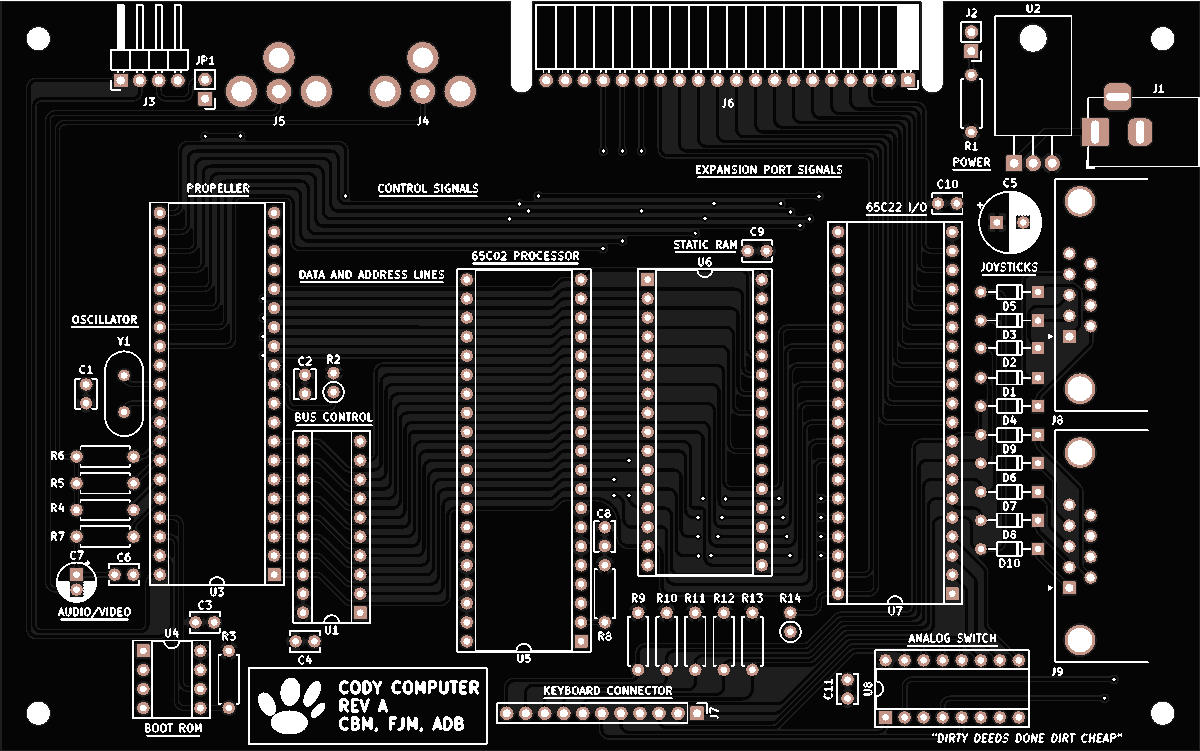 J2
U2
JP1
J3
J5
J4
J6
J1
R1
POWER
EXPANSION PORT SIGNALS
PROPELLER
CONTROL SIGNALS
C10
C5
+
65C22 I/O
C9
STATIC RAM
65C02 PROCESSOR
U6
DATA AND ADDRESS LINES
JOYSTICKS
D5
OSCILLATOR
Y1
D3
C1
C2
R2
D2
D1
BUS CONTROL
D4
J8
R6
D9
R5
D6
R4
D7
C8
R7
D8
C7
+
C6
D10
U3
AUDIO/VIDEO
R9
R10
R11
R12
R13
R14
C3
U7
U4
U1
R3
R8
ANALOG SWITCH
C4
U5
J9
CODY COMPUTER
REV A
CBM, FJM, ADB
KEYBOARD CONNECTOR
J7
C11
U8
BOOT ROM
"DIRTY DEEDS DONE DIRT CHEAP"